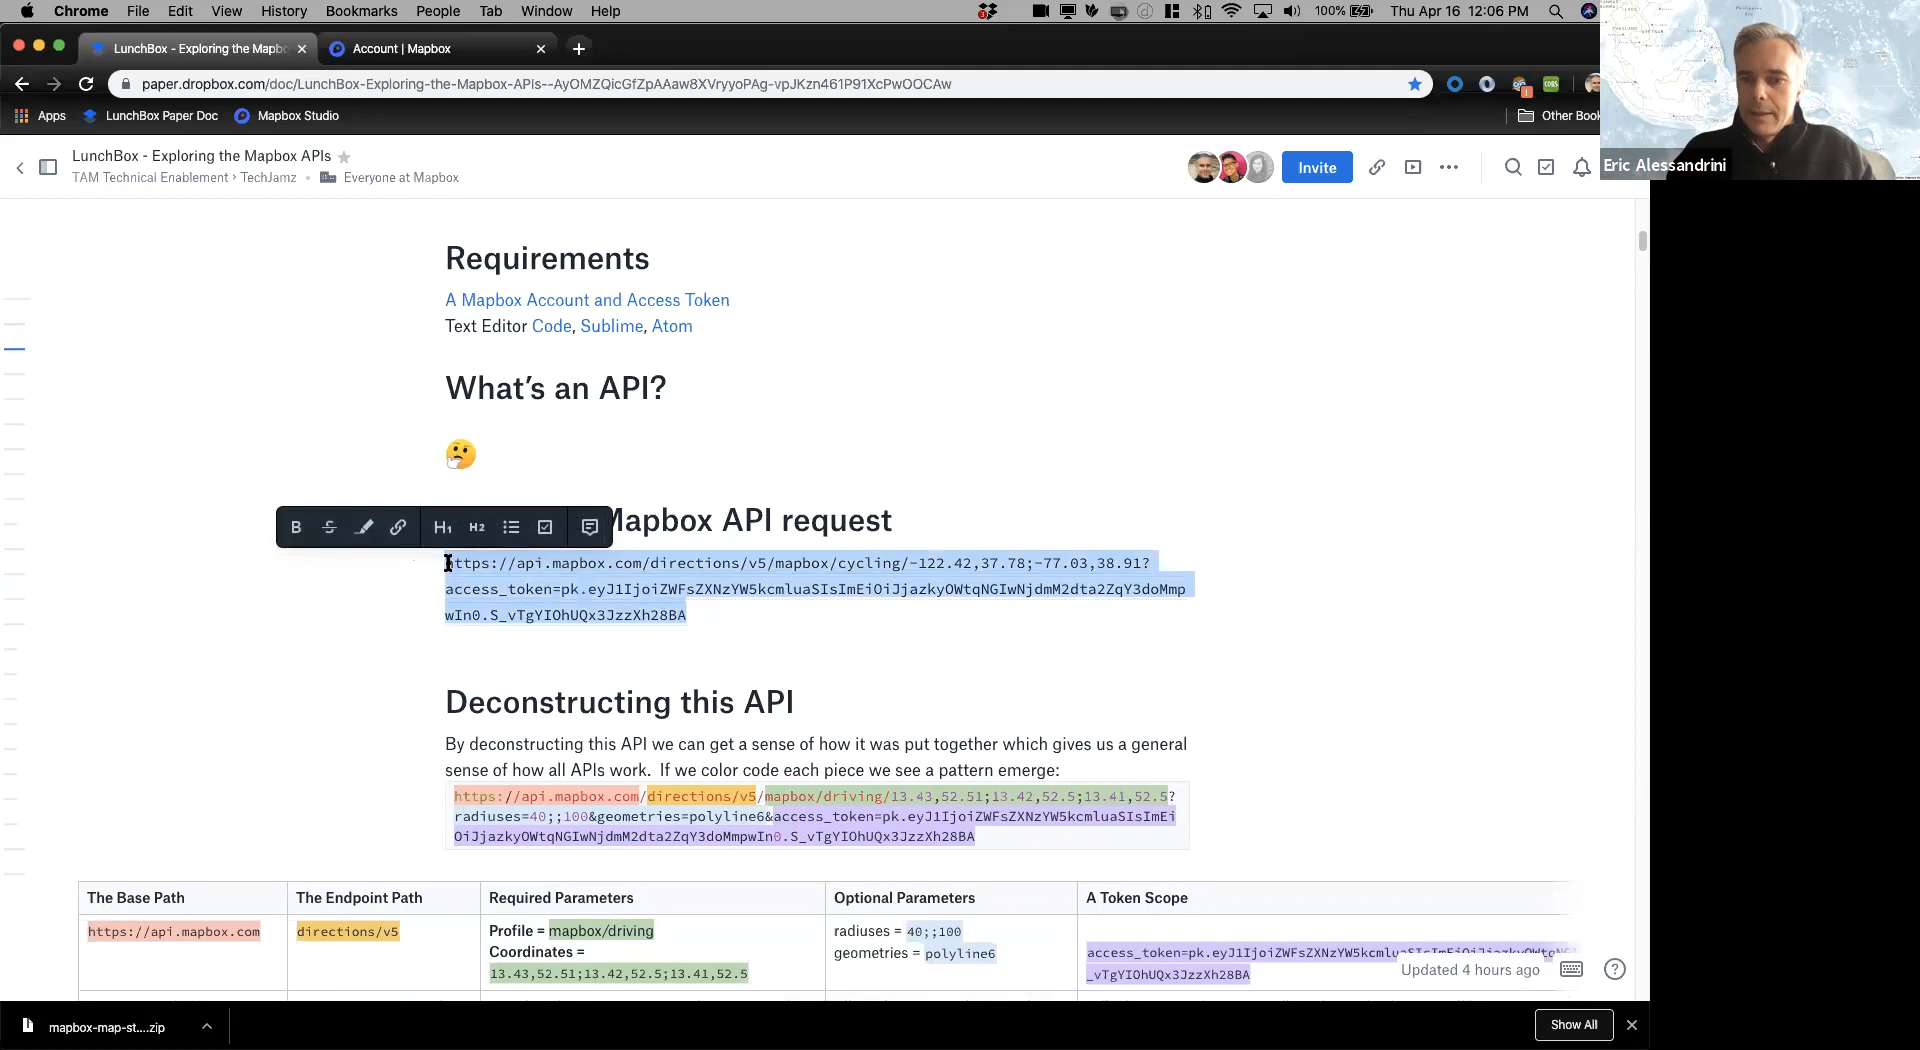 Chrome File Edit View History Bookmarks People Tab Window Help
100% Thu Apr 16 12:06 PM
LunchBox - Exploring the Mapb
Account | Mapbox
paper.dropbox.com/doc/LunchBox-Exploring-the-Mapbox-APIs--AyOMZQicGfZpAAaw8XVryyoPAg-vpJKzn461P91XcPwOOCAw
Apps LunchBox Paper Doc Mapbox Studio Other Book
LunchBox - Exploring the Mapbox APIs
TAM Technical Enablement › TechJamz • Everyone at Mapbox
Invite
Eric Alessandrini
Requirements
A Mapbox Account and Access Token
Text Editor Code, Sublime, Atom
What’s an API?
B S H1 H2
Mapbox API request
https://api.mapbox.com/directions/v5/mapbox/cycling/-122.42,37.78;-77.03,38.91?
access_token=pk.eyJ1IjoiZWFsZXNzYW5kcmluaSIsImEiOiJjazkyOWtqNGIwNjdmM2dta2ZqY3doMmp
wIn0.S_vTgYIOhUQx3JzzXh28BA
Deconstructing this API
By deconstructing this API we can get a sense of how it was put together which gives us a general
sense of how all APIs work. If we color code each piece we see a pattern emerge:
https://api.mapbox.com/directions/v5/mapbox/driving/13.43,52.51;13.42,52.5;13.41,52.5?
radiuses=40;;100&geometries=polyline6&access_token=pk.eyJ1IjoiZWFsZXNzYW5kcmluaSIsImEi
OiJjazkyOWtqNGIwNjdmM2dta2ZqY3doMmpwIn0.S_vTgYIOhUQx3JzzXh28BA
The Base Path The Endpoint Path Required Parameters Optional Parameters A Token Scope
https://api.mapbox.com directions/v5 Profile = mapbox/driving radiuses = 40;;100
Coordinates = geometries = polyline6
13.43,52.51;13.42,52.5;13.41,52.5
_vTgYIOhUQx3JzzXh28BA
Updated 4 hours ago
?
mapbox-map-st....zip
Show All